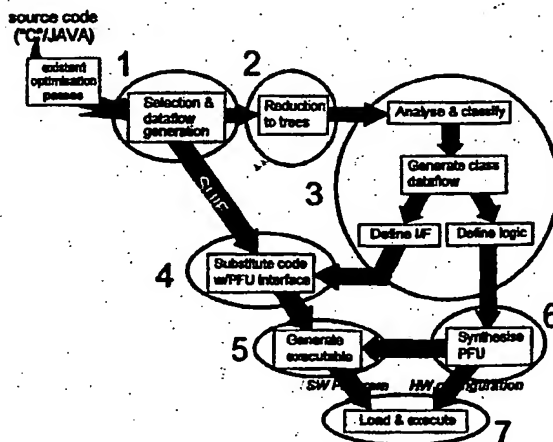 source code
("C"/JAVA)
existent
optimisation
passes
1
Selection &
dataflow
generation
2
Reduction
to trees
Analyse & classify
Generate class
dataflow
3
Define I/F
Define logic
SUIF
4
Substitute code
w/PFU Interface
5
Generate
executable
6
Synthesise
PFU
SW
HW configuration
Load & execute
7